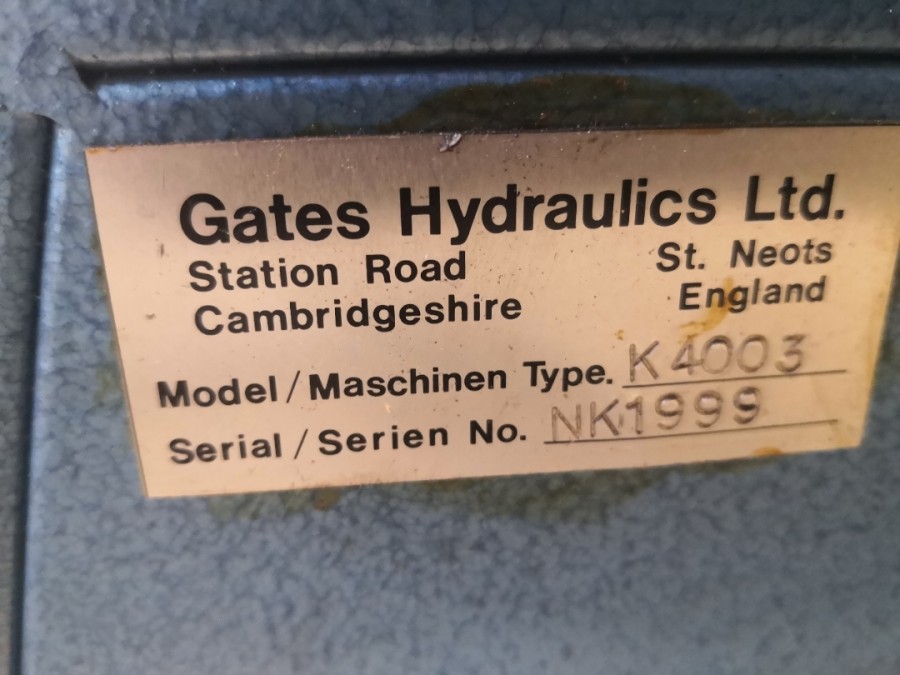 Gates Hydraulics Ltd.
Station Road St. Neots
Cambridgeshire England
Model/Maschinen Type. K4003
Serial/Serien No. NK1999